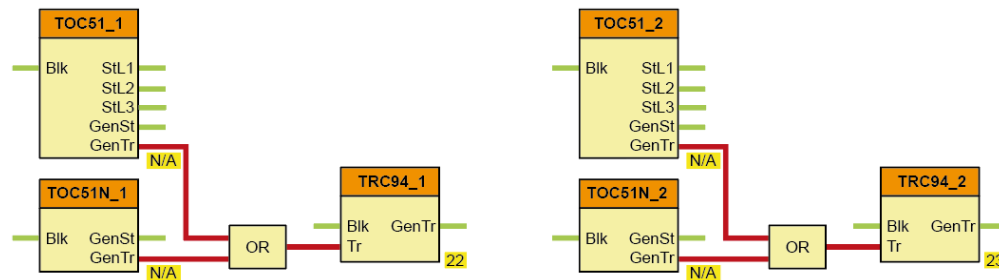 TOC51_1
Blk StL1
StL2
StL3
GenSt
GenTr
N/A
TOC51N_1
Blk GenSt
GenTr
N/A
OR
TRC94_1
Blk GenTr
Tr
22
TOC51_2
Blk StL1
StL2
StL3
GenSt
GenTr
N/A
TOC51N_2
Blk GenSt
GenTr
N/A
OR
TRC94_2
Blk GenTr
Tr
23